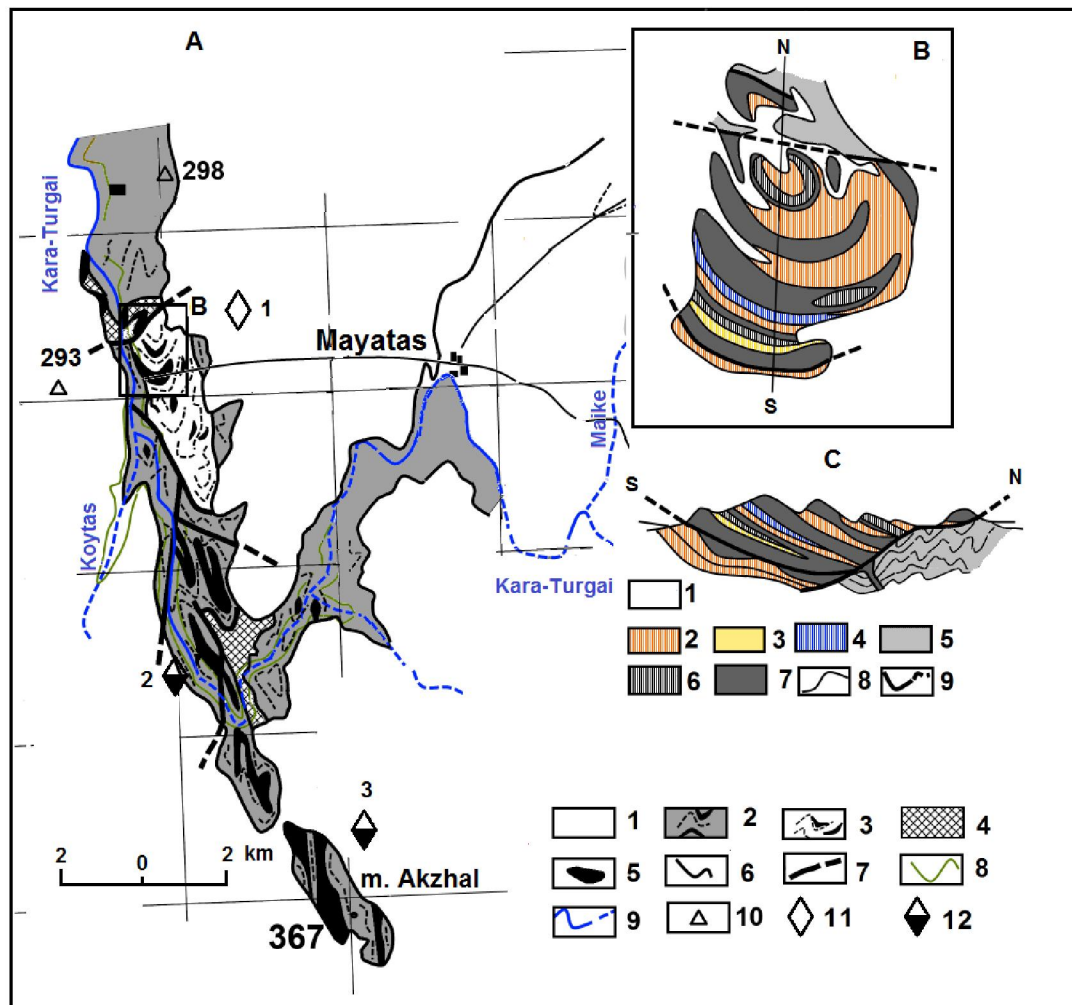 A
298
Kara-Turgai
B
1
Mayatas
293
Maike
Koytas
Kara-Turgai
2
3
2 0 2 km
m. Akzhal
367
N
B
S
C
S
N
1
2 3 4 5
6 7 8 9
1 2 3 4
5 6 7 8
9 10 11 12